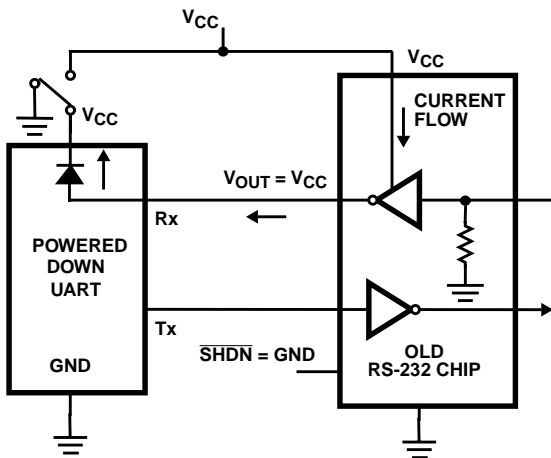 VCC
VCC
VCC
CURRENT
FLOW
VOUT = VCC
Rx
POWERED
DOWN
UART
Tx
GND
SHDN = GND
OLD
RS-232 CHIP